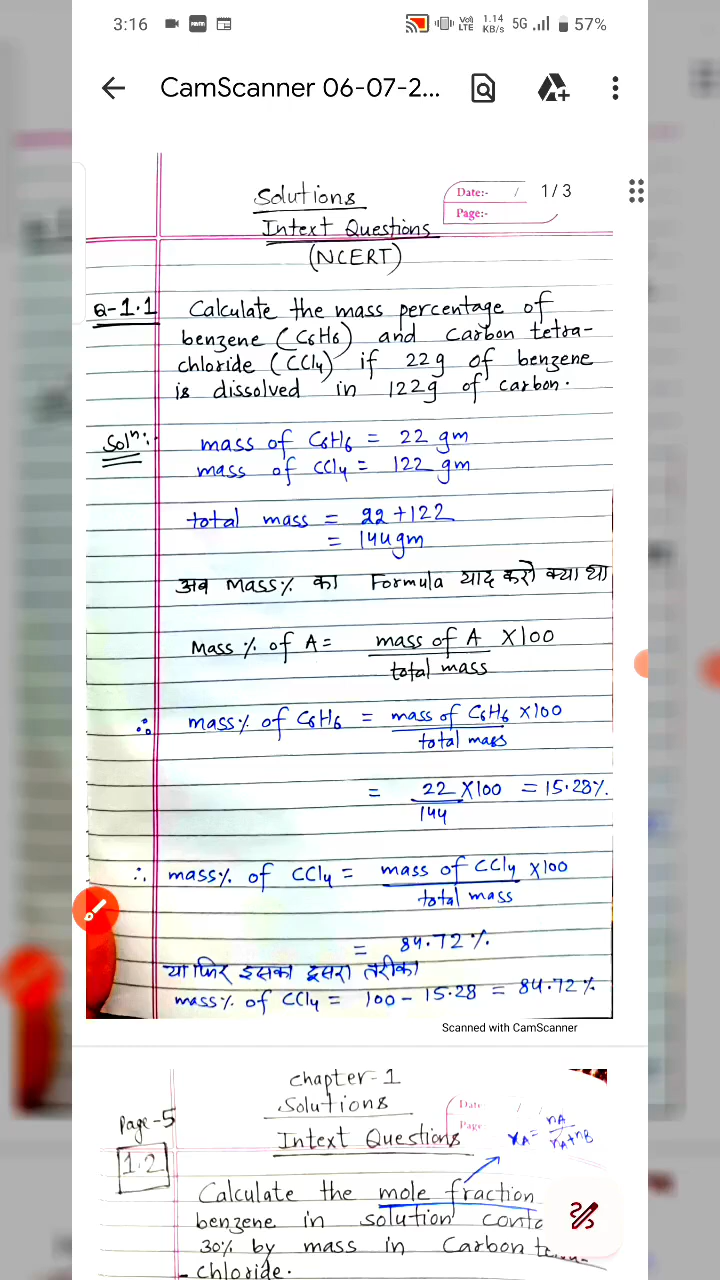 3:16
Voll LTE 1.14 KB/s 5G 57%
CamScanner 06-07-2...
Solutions
Date:- / 1/3
Page:-
Intext Questions
(NCERT)
Q-1.1 Calculate the mass percentage of
benzene (C6H6) and Carbon tetra-
chloride (CCl4) if 22g of benzene
is dissolved in 122g of carbon.
Solⁿ:- mass of C6H6 = 22 gm
mass of CCl4 = 122 gm
total mass = 22+122
= 144gm
अब Mass% का Formula याद करो क्या था
Mass % of A = mass of A X100
total mass
∴ mass% of C6H6 = mass of C6H6 X100
total mass
= 22 X100 = 15.28%.
144
∴ mass% of CCl4 = mass of CCl4 X100
total mass
= 84.72%.
या फिर इसका दूसरा तरीका
mass% of CCl4 = 100 - 15.28 = 84.72%
Scanned with CamScanner
chapter-1
Page-5 Solutions
Date
Page
Intext Questions
xA = nA
nA+nB
1.2
Calculate the mole fraction
benzene in solution conta
30% by mass in Carbon tetra-
chloride.